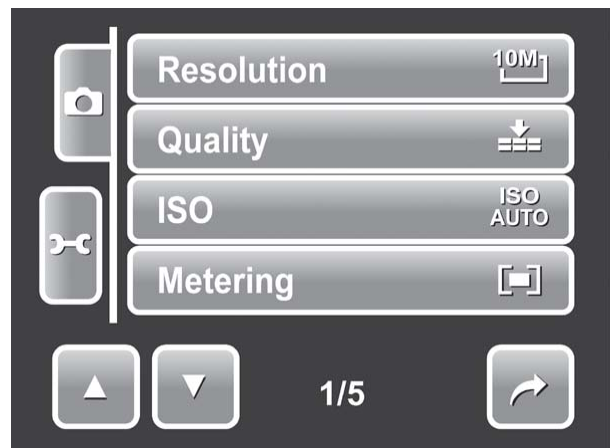 Resolution 10M
Quality
ISO ISO AUTO
Metering
1/5